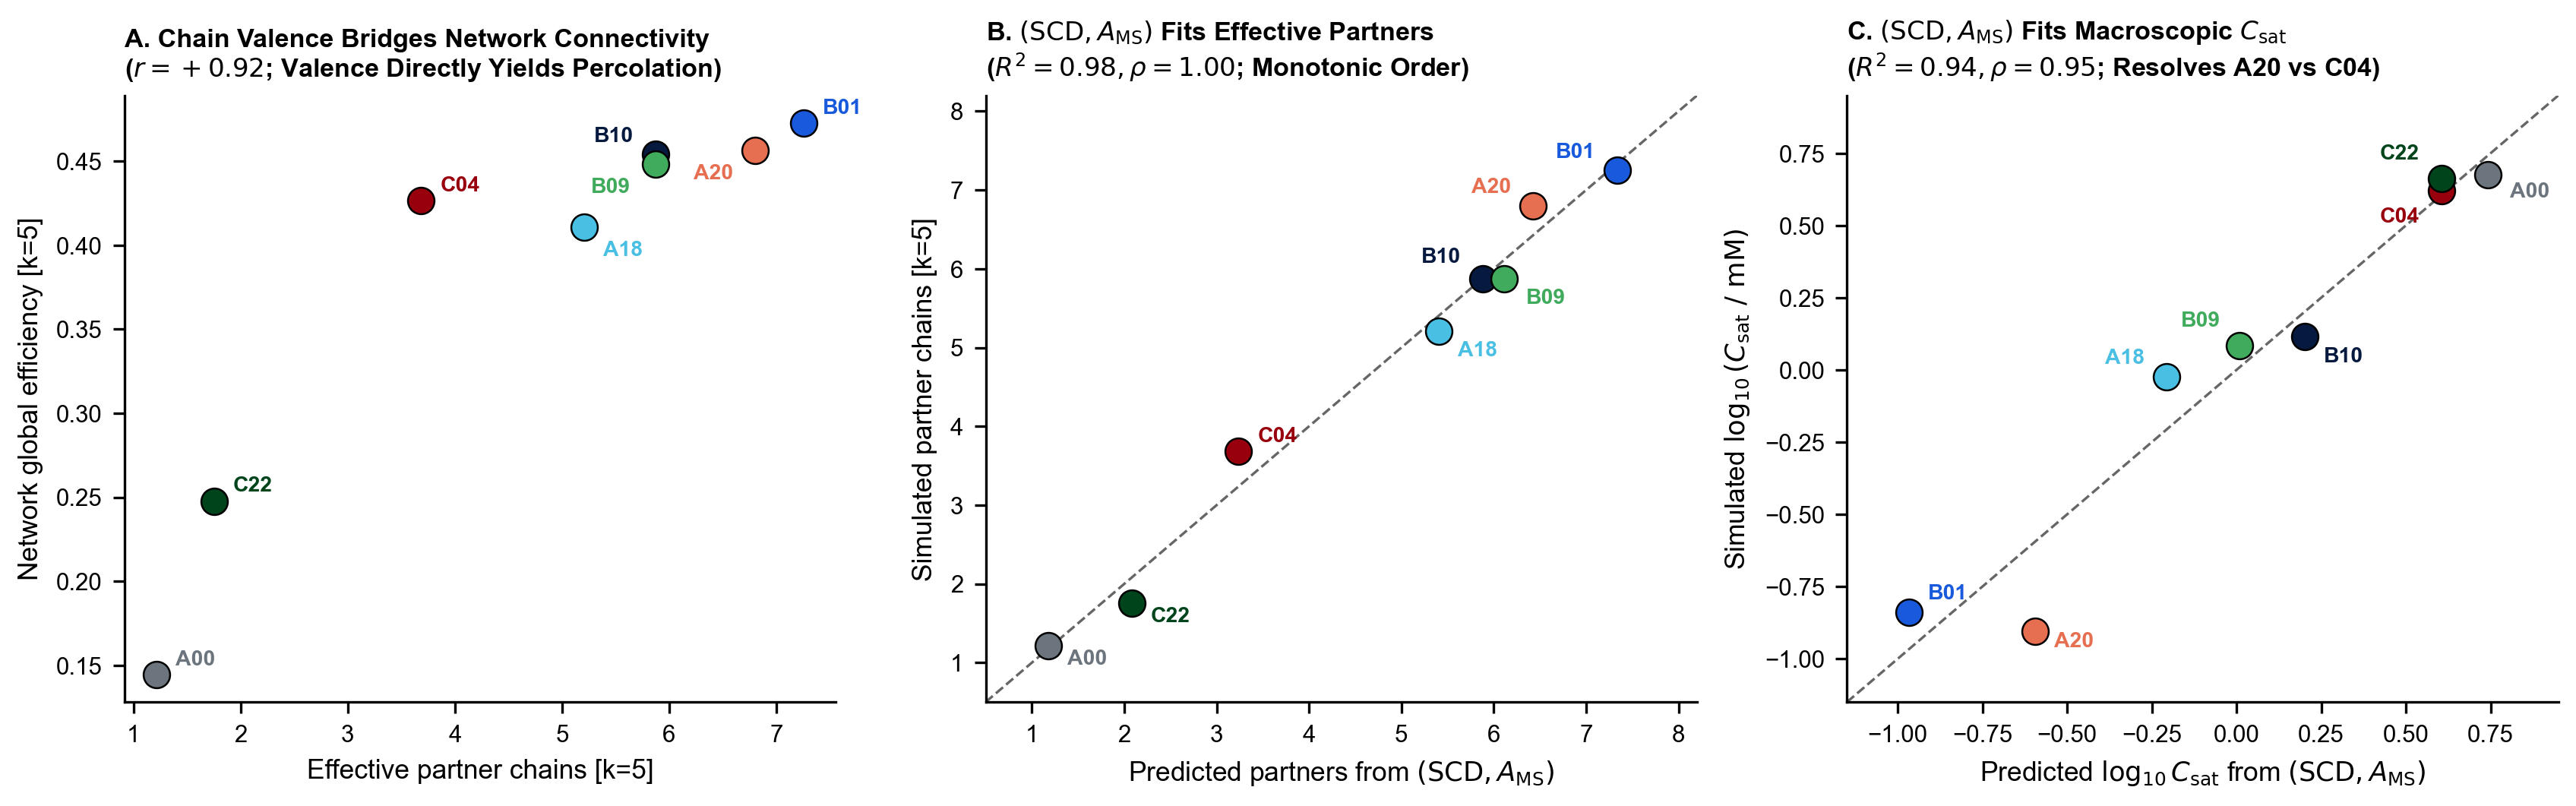 A. Chain Valence Bridges Network Connectivity
(r = +0.92; Valence Directly Yields Percolation)
Network global efficiency [k=5]
0.45
0.40
0.35
0.30
0.25
0.20
0.15
B01
B10
A20
B09
C04
A18
C22
A00
1 2 3 4 5 6 7
Effective partner chains [k=5]
B. (SCD, A_MS) Fits Effective Partners
(R² = 0.98, ρ = 1.00; Monotonic Order)
Simulated partner chains [k=5]
8
7
6
5
4
3
2
1
B01
A20
B10
B09
A18
C04
C22
A00
1 2 3 4 5 6 7 8
Predicted partners from (SCD, A_MS)
C. (SCD, A_MS) Fits Macroscopic C_sat
(R² = 0.94, ρ = 0.95; Resolves A20 vs C04)
Simulated log₁₀(C_sat / mM)
0.75
0.50
0.25
0.00
−0.25
−0.50
−0.75
−1.00
C22
A00
C04
B09
B10
A18
B01
A20
−1.00 −0.75 −0.50 −0.25 0.00 0.25 0.50 0.75
Predicted log₁₀ C_sat from (SCD, A_MS)